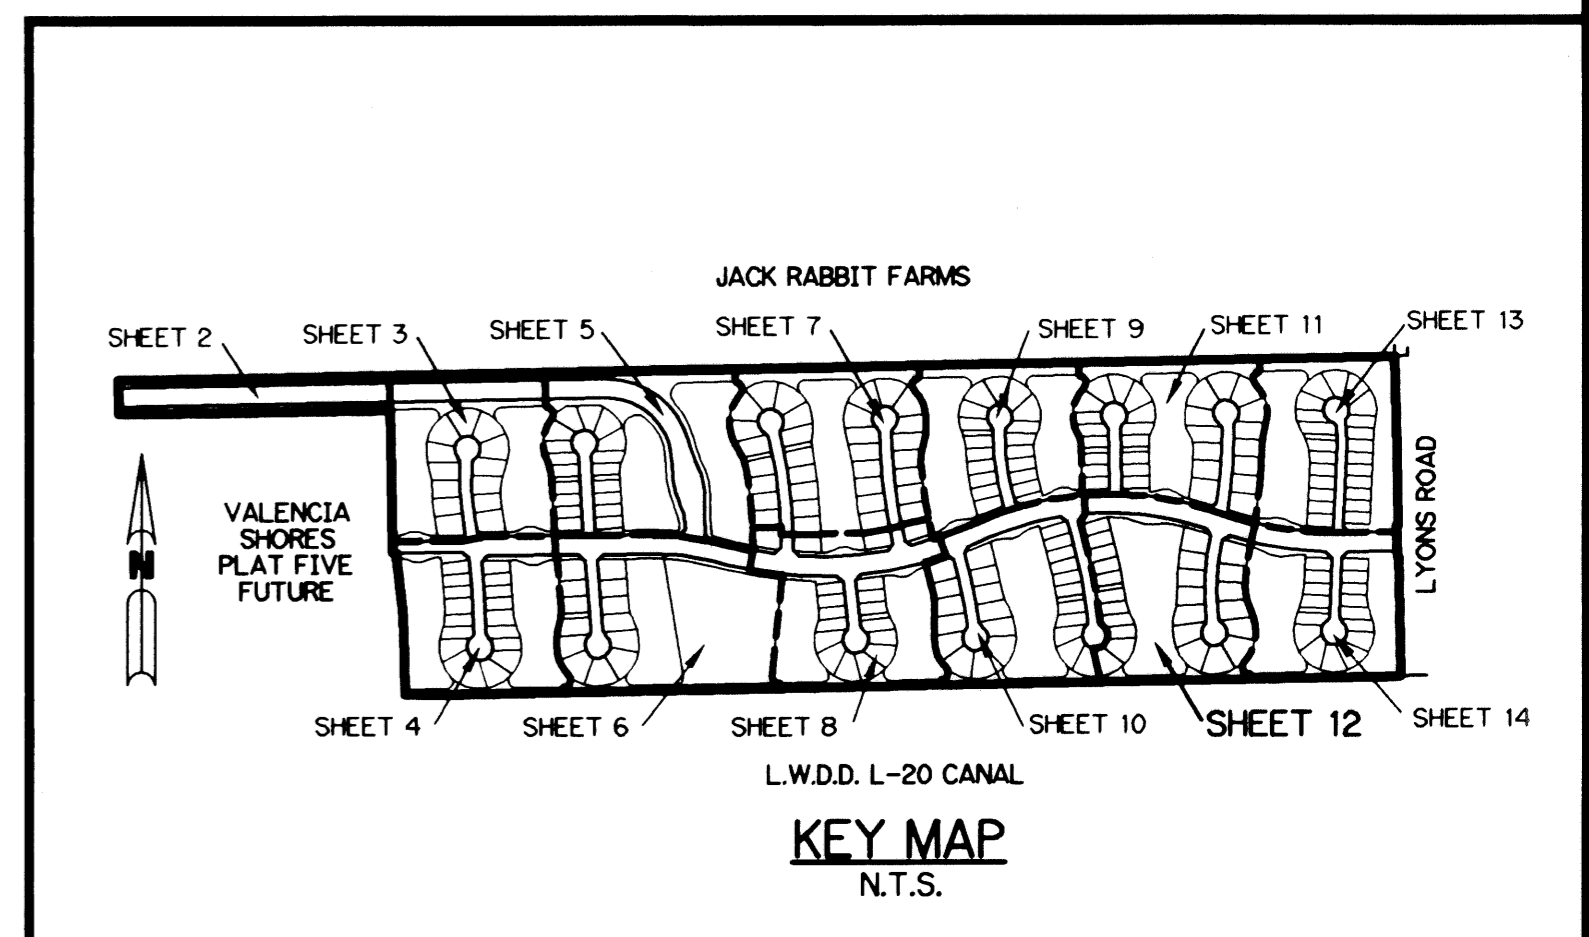 JACK RABBIT FARMS
SHEET 2
SHEET 3
SHEET 5
SHEET 7
SHEET 9
SHEET 11
SHEET 13
LYONS ROAD
N
VALENCIA
SHORES
PLAT FIVE
FUTURE
SHEET 4
SHEET 6
SHEET 8
SHEET 10
SHEET 12
SHEET 14
L.W.D.D. L-20 CANAL
KEY MAP
N.T.S.